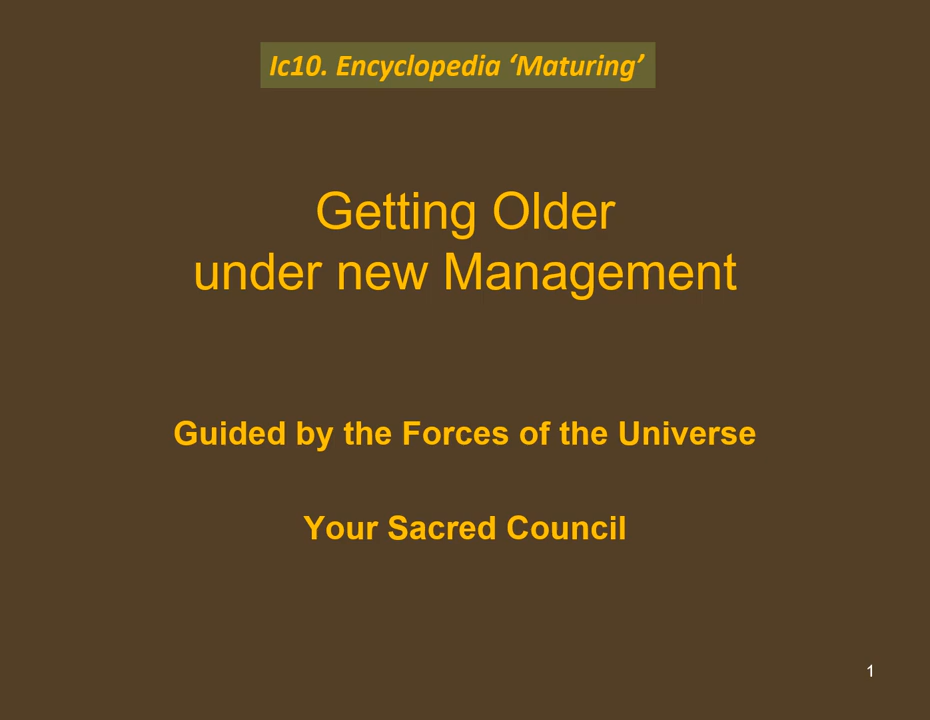 Ic10. Encyclopedia ‘Maturing’
Getting Older
under new Management
Guided by the Forces of the Universe
Your Sacred Council
1